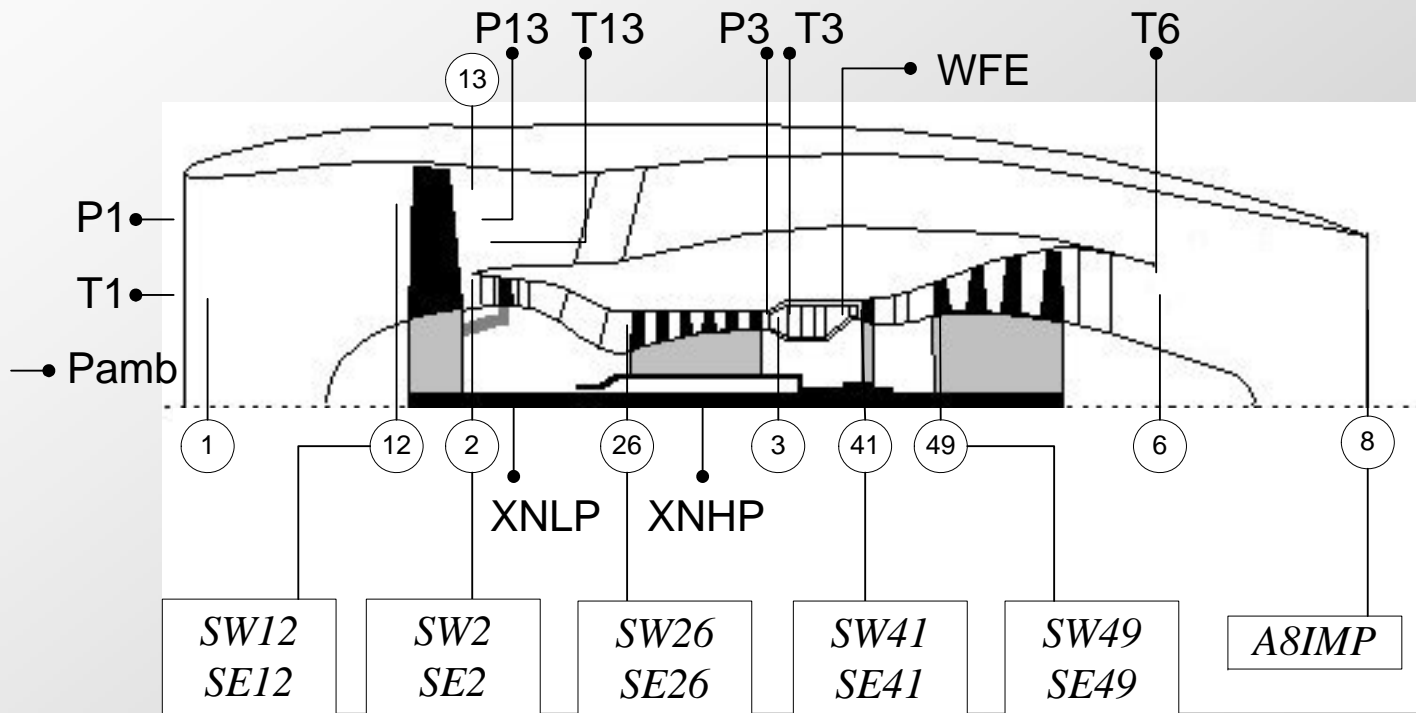 P13 T13 P3 T3 T6
13
WFE
P1
T1
Pamb
1 12 2 26 3 41 49 6 8
XNLP XNHP
SW12 SW2 SW26 SW41 SW49
A8IMP
SE12 SE2 SE26 SE41 SE49